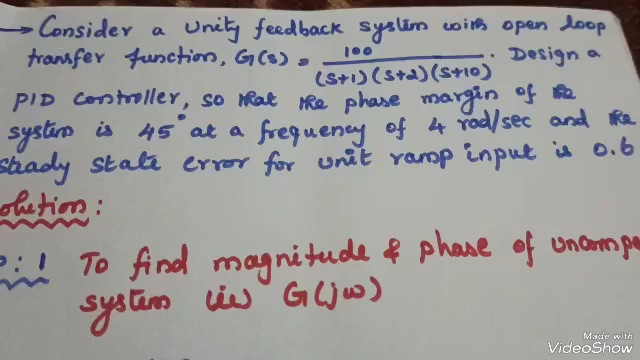 → Consider a unity feedback system with open loop
transfer function, G(s) = 100 / (s+1)(s+2)(s+10) . Design a
PID controller, so that the phase margin of the
system is 45° at a frequency of 4 rad/sec and the
steady state error for unit ramp input is 0.6
olution:
p: 1 To find magnitude & phase of uncompe
system (ie) G(jω)
Made with
VideoShow